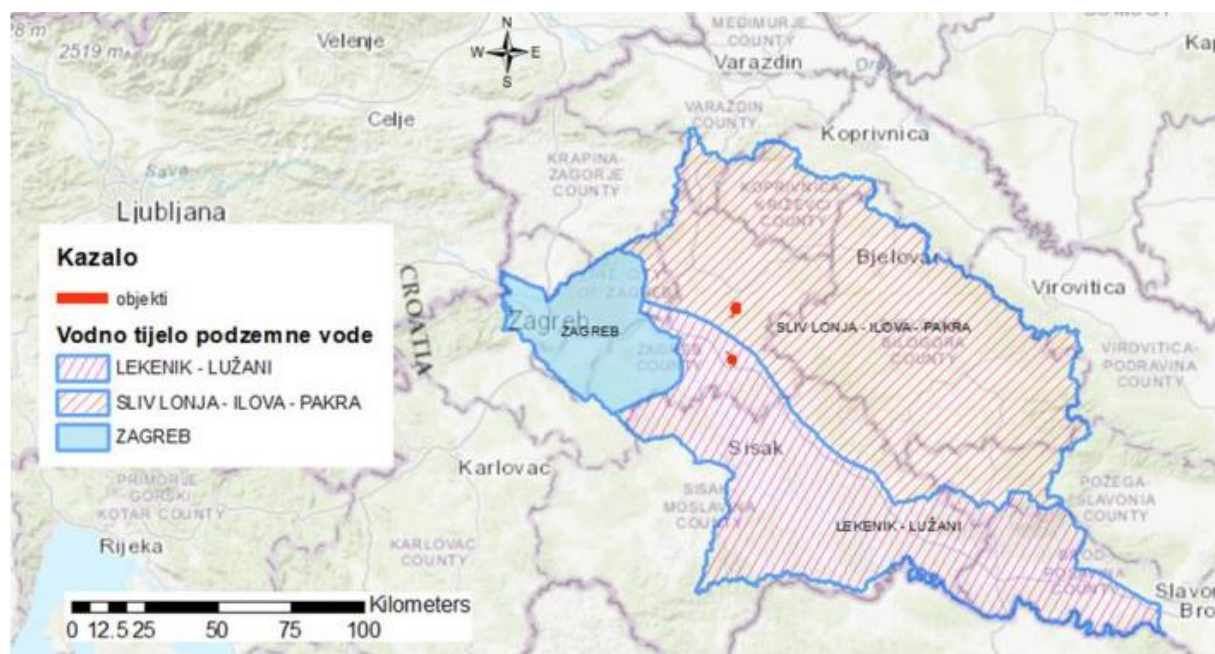 28 m
2519 m
Velenje
N
W E
S
MEĐIMURJE
COUNTY
Varazdin
VARAZDIN
COUNTY
Koprivnica
Celje
KRAPINA-
ZAGORJE
COUNTY
KOPRIVNICA
KRIŽEVCI
COUNTY
Sava
Ljubljana
Bjelovar
Virovitica
CROATIA
Zagreb
ZAGREB
SLIV LONJA - ILOVA - PAKRA
BILOGORA
COUNTY
ZAGREB
COUNTY
VIROVITICA-
PODRAVINA
COUNTY
Kazalo
objekti
Vodno tijelo podzemne vode
LEKENIK - LUŽANI
SLIV LONJA - ILOVA - PAKRA
ZAGREB
Sisak
Karlovac
SISAK
MOSLAVINA
COUNTY
POŽEGA-
SLAVONIA
COUNTY
LEKENIK - LUŽANI
PRIMORJE-
GORSKI
KOTAR COUNTY
Rijeka
KARLOVAC
COUNTY
Slavon
Bro
Kilometers
0 12.5 25 50 75 100